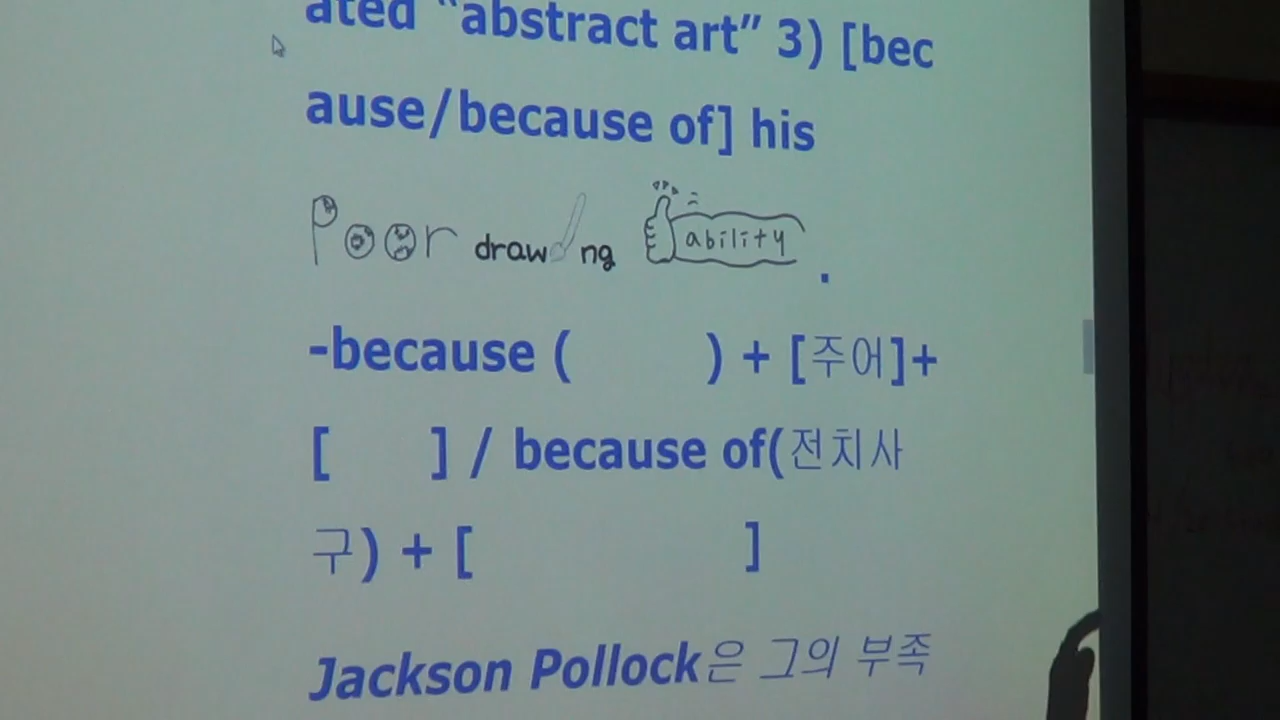 ated “abstract art” 3) [bec
ause/because of] his
Poor drawing ability .
-because ( ) + [주어]+
[ ] / because of(전치사
구) + [ ]
Jackson Pollock은 그의 부족